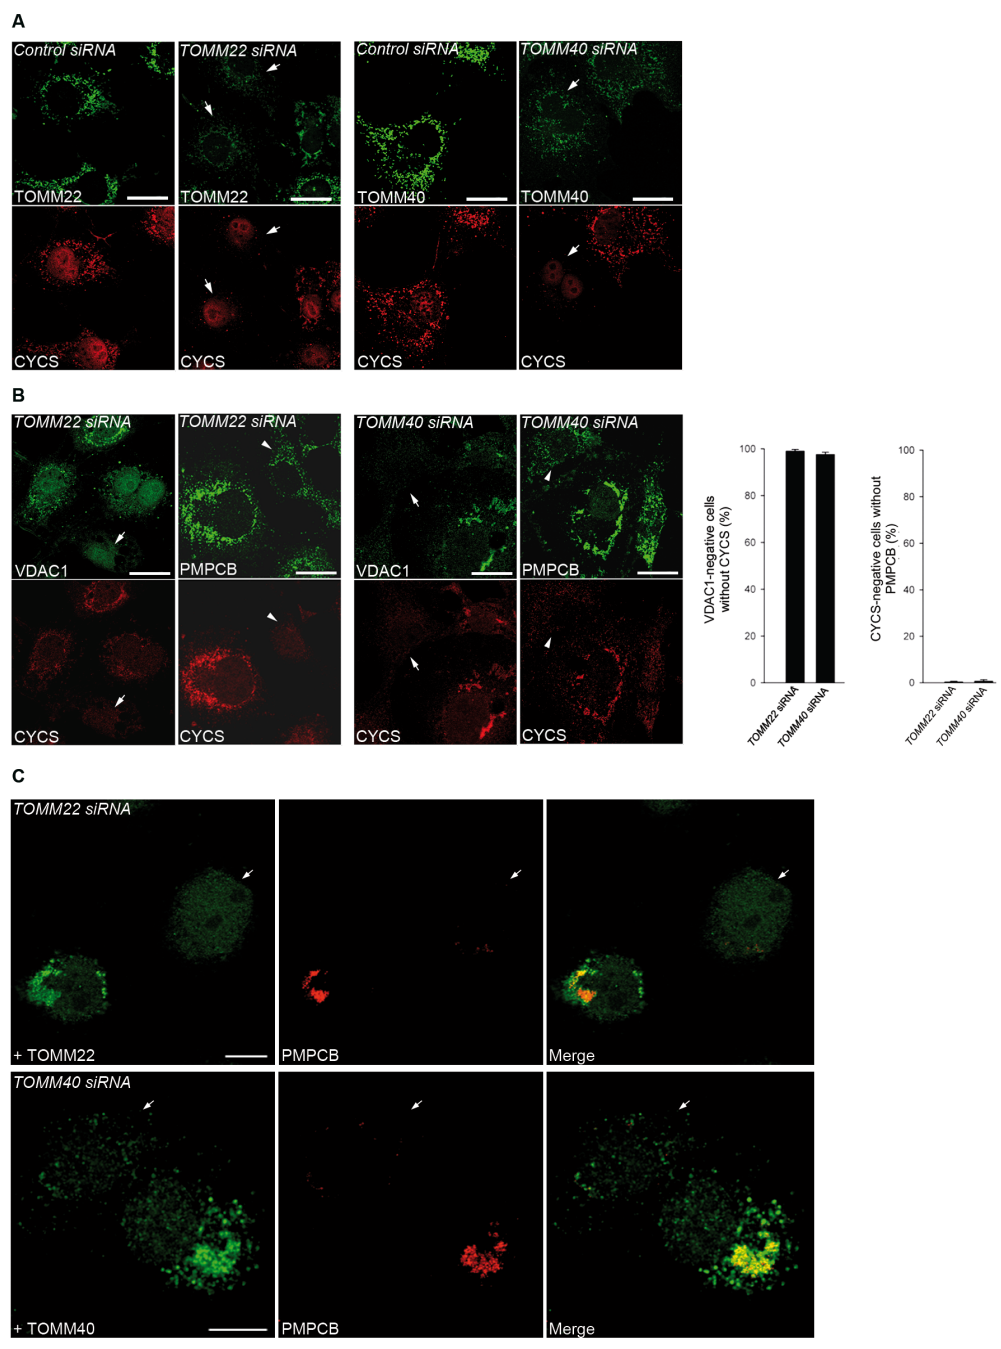 A
Control siRNA
TOMM22 siRNA
Control siRNA
TOMM40 siRNA
TOMM22
TOMM22
TOMM40
TOMM40
CYCS
CYCS
CYCS
CYCS
B
TOMM22 siRNA
TOMM22 siRNA
TOMM40 siRNA
TOMM40 siRNA
VDAC1
PMPCB
VDAC1
PMPCB
CYCS
CYCS
CYCS
CYCS
VDAC1-negative cells
without CYCS (%)
100
80
60
40
20
0
TOMM22 siRNA
TOMM40 siRNA
CYCS-negative cells without
PMPCB (%)
100
80
60
40
20
0
TOMM22 siRNA
TOMM40 siRNA
C
TOMM22 siRNA
+ TOMM22
PMPCB
Merge
TOMM40 siRNA
+ TOMM40
PMPCB
Merge